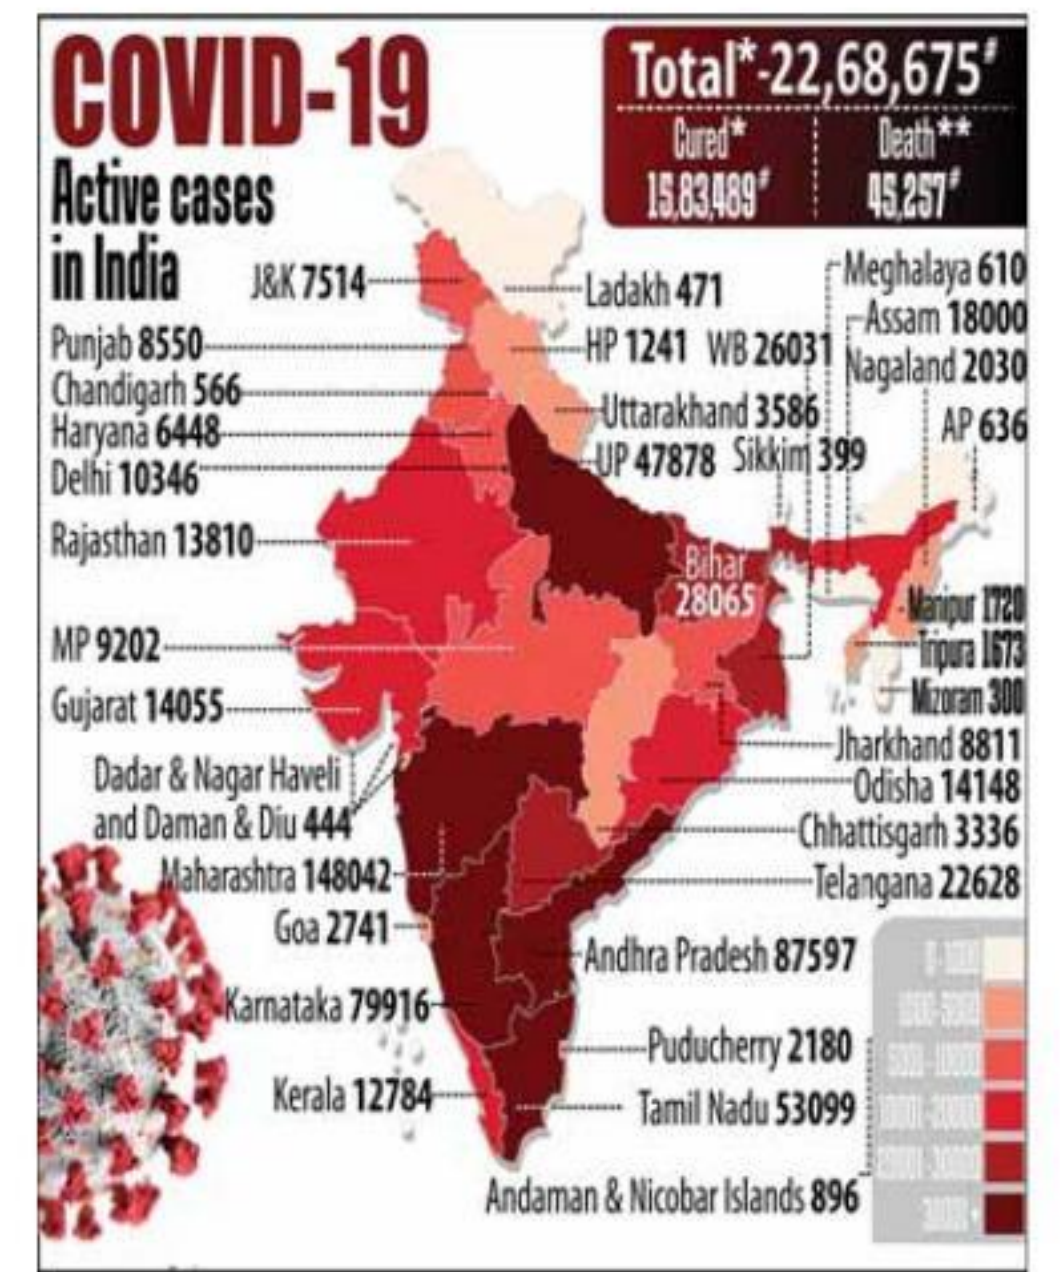 COVID-19
Total*-22,68,675#
Cured*
Death**
15,83,489#
45,257#
Active cases
in India
J&K 7514
Ladakh 471
Meghalaya 610
Assam 18000
Punjab 8550
HP 1241
WB 26031
Nagaland 2030
Chandigarh 566
Uttarakhand 3586
AP 636
Haryana 6448
UP 47878
Sikkim 399
Delhi 10346
Rajasthan 13810
Bihar
28065
Manipur 1720
MP 9202
Tripura 1673
Mizoram 300
Gujarat 14055
Jharkhand 8811
Dadar & Nagar Haveli
and Daman & Diu 444
Odisha 14148
Chhattisgarh 3336
Maharashtra 148042
Telangana 22628
Goa 2741
Andhra Pradesh 87597
Karnataka 79916
Puducherry 2180
Kerala 12784
Tamil Nadu 53099
Andaman & Nicobar Islands 896